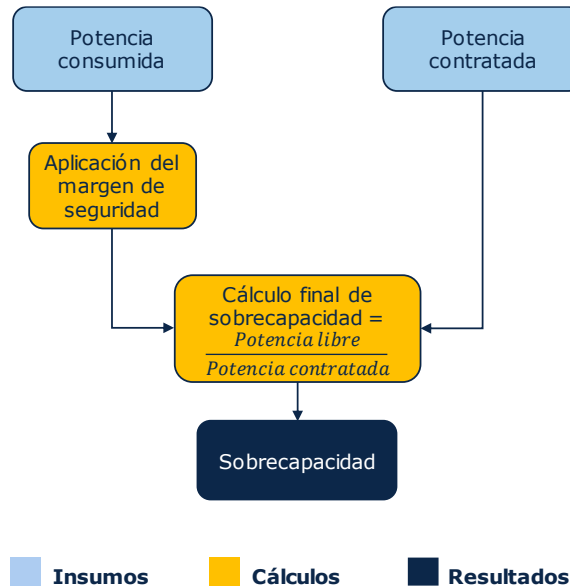 Potencia
consumida
Potencia
contratada
Aplicación del
margen de
seguridad
Cálculo final de
sobrecapacidad =
Potencia libre
Potencia contratada
Sobrecapacidad
Insumos
Cálculos
Resultados